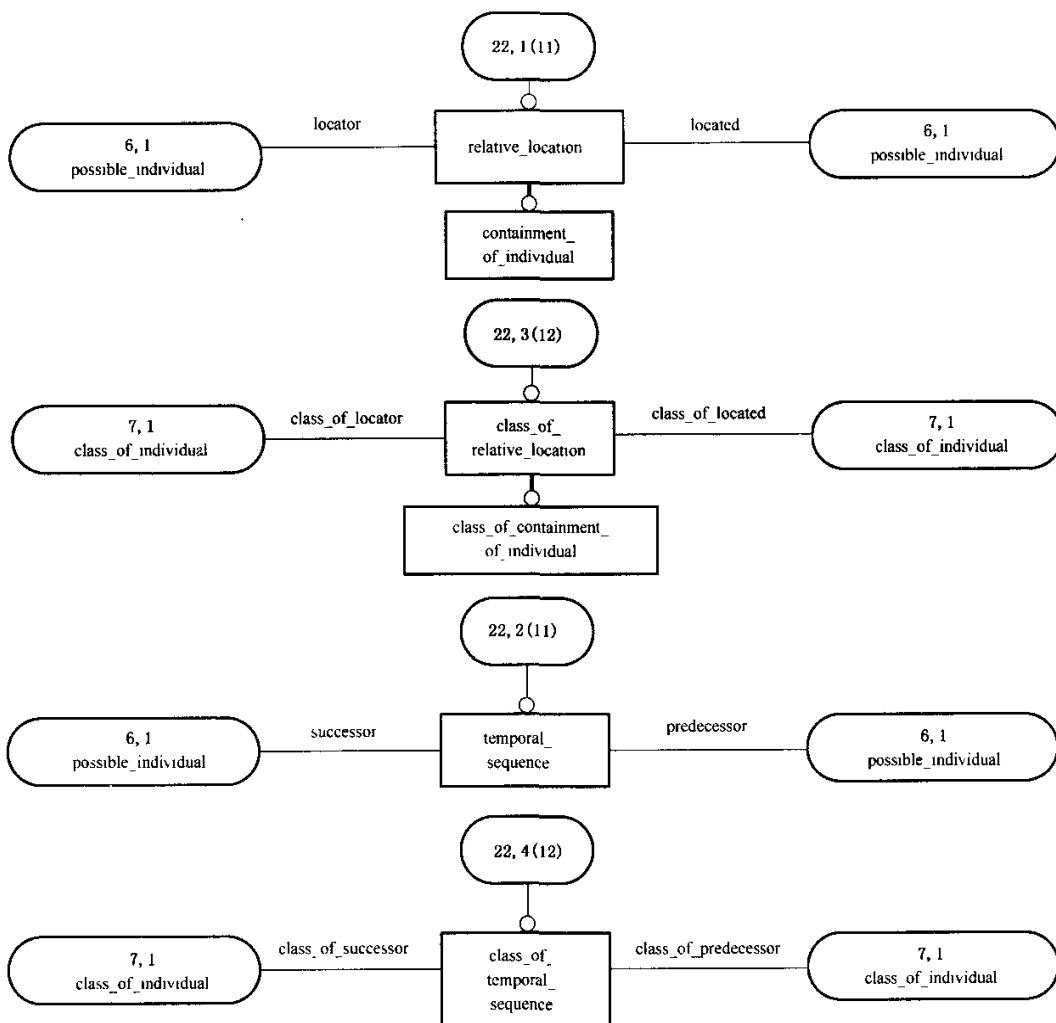 22, 1(11)
locator
located
6, 1
possible_individual
relative_location
6, 1
possible_individual
containment_
of_individual
22, 3(12)
class_of_locator
class_of_located
7, 1
class_of_individual
class_of_
relative_location
7, 1
class_of_individual
class_of_containment_
of_individual
22, 2(11)
successor
predecessor
6, 1
possible_individual
temporal_
sequence
6, 1
possible_individual
22, 4(12)
class_of_successor
class_of_predecessor
7, 1
class_of_individual
class_of_
temporal_
sequence
7, 1
class_of_individual